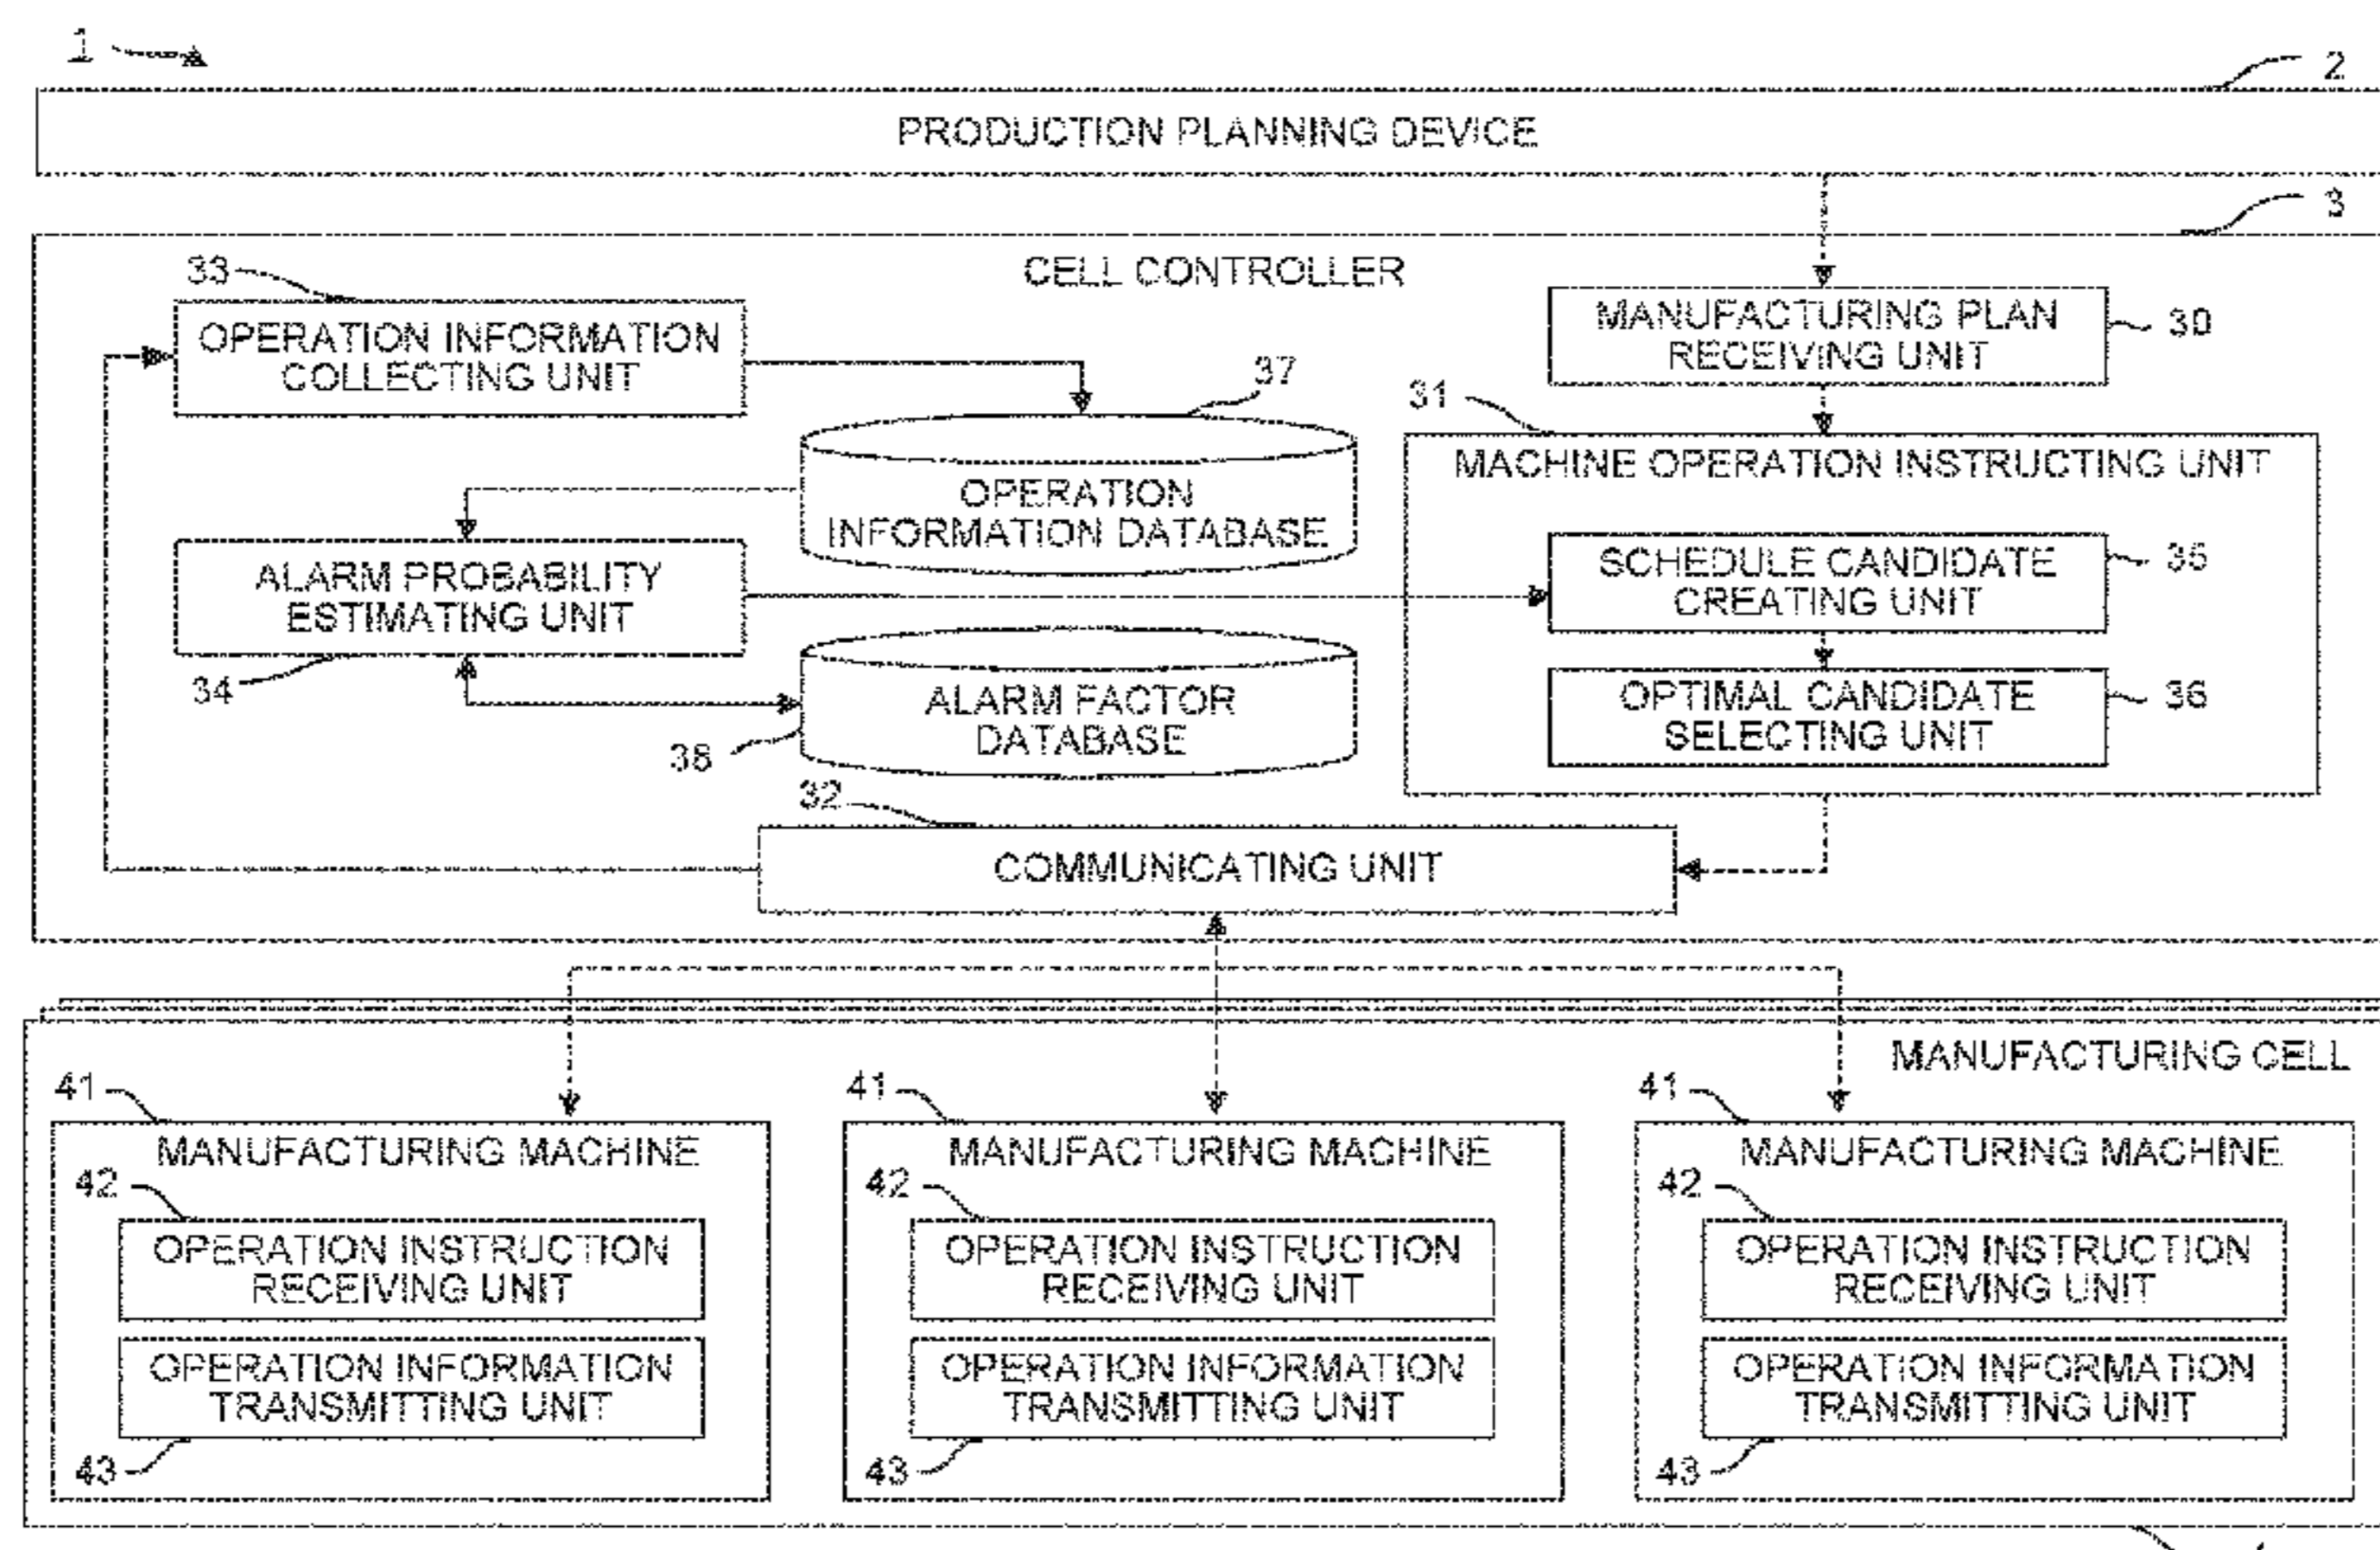 1
2
PRODUCTION PLANNING DEVICE
3
CELL CONTROLLER
33
OPERATION INFORMATION
COLLECTING UNIT
MANUFACTURING PLAN
RECEIVING UNIT
30
37
31
OPERATION
INFORMATION DATABASE
MACHINE OPERATION INSTRUCTING UNIT
ALARM PROBABILITY
ESTIMATING UNIT
34
SCHEDULE CANDIDATE
CREATING UNIT
35
ALARM FACTOR
DATABASE
38
OPTIMAL CANDIDATE
SELECTING UNIT
36
32
COMMUNICATING UNIT
MANUFACTURING CELL
41
MANUFACTURING MACHINE
42
OPERATION INSTRUCTION
RECEIVING UNIT
OPERATION INFORMATION
TRANSMITTING UNIT
43
41
MANUFACTURING MACHINE
42
OPERATION INSTRUCTION
RECEIVING UNIT
OPERATION INFORMATION
TRANSMITTING UNIT
43
41
MANUFACTURING MACHINE
42
OPERATION INSTRUCTION
RECEIVING UNIT
OPERATION INFORMATION
TRANSMITTING UNIT
43